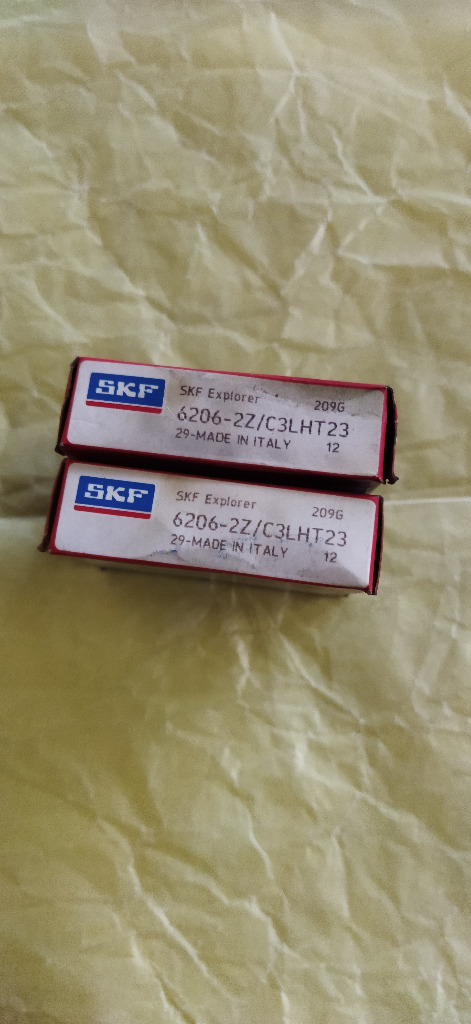 SKF
SKF Explorer 209G
6206-2Z/C3LHT23
29-MADE IN ITALY 12
SKF
SKF Explorer 209G
6206-2Z/C3LHT23
29-MADE IN ITALY 12